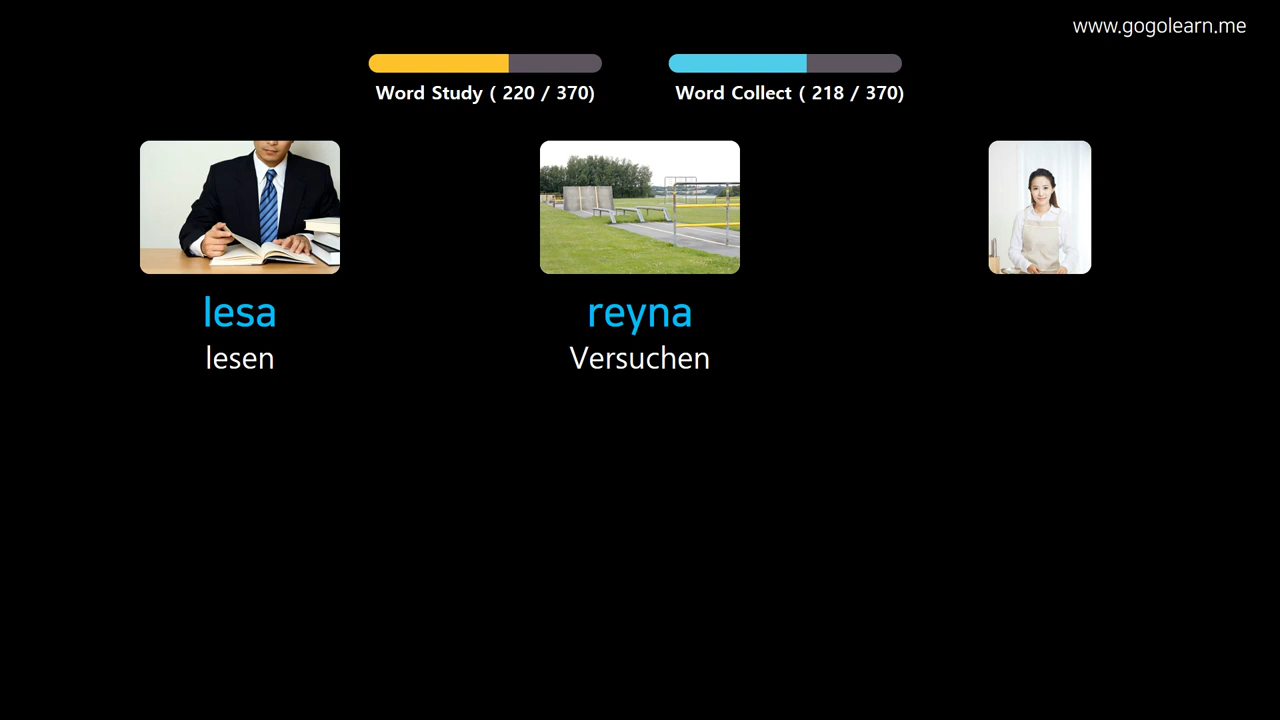 www.gogolearn.me
Word Study ( 220 / 370)
Word Collect ( 218 / 370)
lesa
lesen
reyna
Versuchen